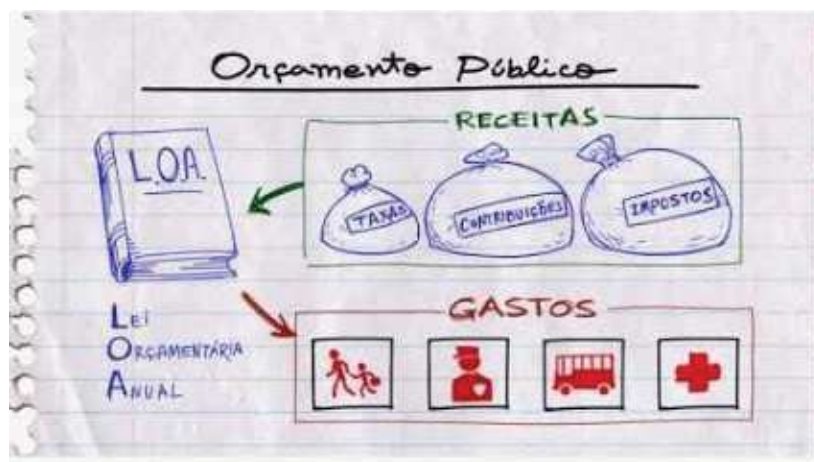 Orçamento Público
RECEITAS
L.O.A.
TAXAS
CONTRIBUIÇÕES
IMPOSTOS
GASTOS
LEI
ORÇAMENTÁRIA
ANUAL